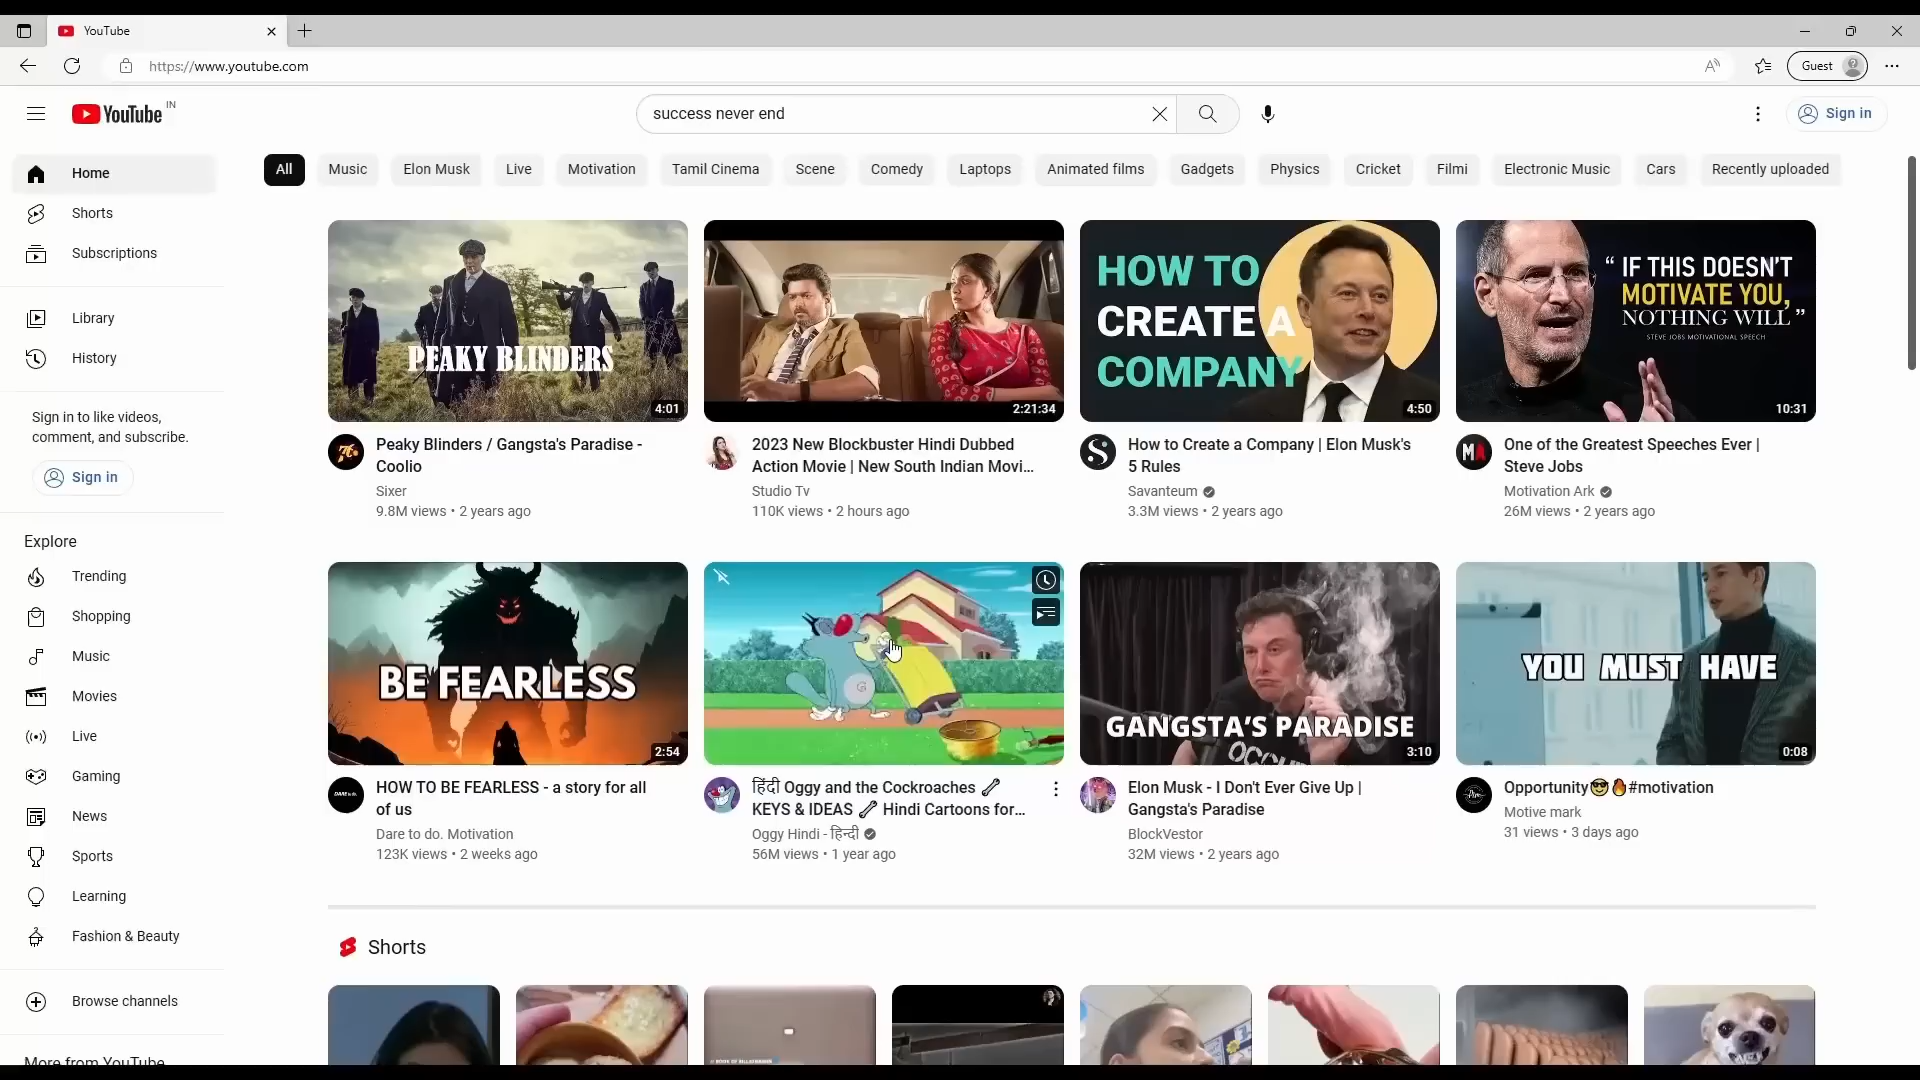 YouTube
https://www.youtube.com
Guest
YouTube IN
success never end
Sign in
Home
Shorts
Subscriptions
Library
History
Sign in to like videos,
comment, and subscribe.
Sign in
Explore
Trending
Shopping
Music
Movies
Live
Gaming
News
Sports
Learning
Fashion & Beauty
Browse channels
More from YouTube
All Music Elon Musk Live Motivation Tamil Cinema Scene Comedy Laptops Animated films Gadgets Physics Cricket Filmi Electronic Music Cars Recently uploaded
PEAKY BLINDERS
4:01
Peaky Blinders / Gangsta's Paradise -
Coolio
Sixer
9.8M views • 2 years ago
2:21:34
2023 New Blockbuster Hindi Dubbed
Action Movie | New South Indian Movi...
Studio Tv
110K views • 2 hours ago
HOW TO
CREATE A
COMPANY
4:50
How to Create a Company | Elon Musk's
5 Rules
Savanteum
3.3M views • 2 years ago
“ IF THIS DOESN'T
MOTIVATE YOU,
NOTHING WILL ”
STEVE JOBS MOTIVATIONAL SPEECH
10:31
One of the Greatest Speeches Ever |
Steve Jobs
MA
Motivation Ark
26M views • 2 years ago
BE FEARLESS
2:54
HOW TO BE FEARLESS - a story for all
of us
Dare to do. Motivation
123K views • 2 weeks ago
हिंदी Oggy and the Cockroaches 🦴
KEYS & IDEAS 🦴 Hindi Cartoons for...
Oggy Hindi - हिन्दी
56M views • 1 year ago
GANGSTA'S PARADISE
OCCU
3:10
Elon Musk - I Don't Ever Give Up |
Gangsta's Paradise
BlockVestor
32M views • 2 years ago
YOU MUST HAVE
0:08
Opportunity😎🔥#motivation
Motive mark
31 views • 3 days ago
Shorts